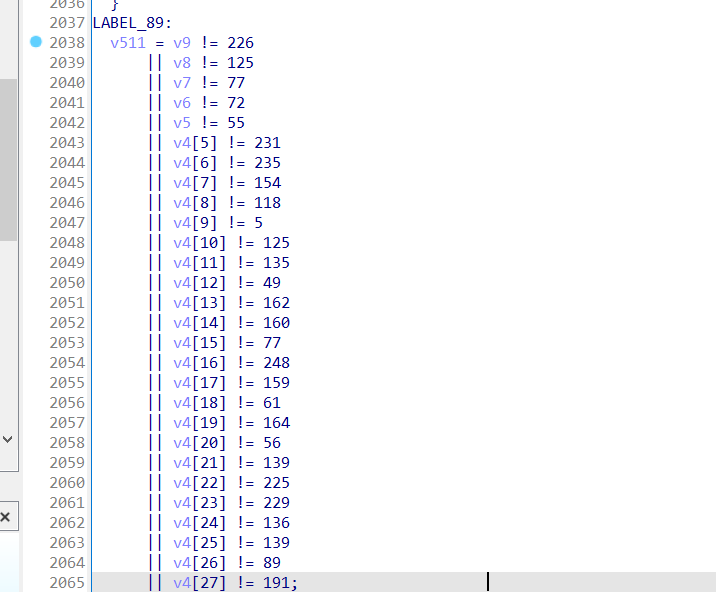 2036 }
2037 LABEL_89:
2038 v511 = v9 != 226
2039 || v8 != 125
2040 || v7 != 77
2041 || v6 != 72
2042 || v5 != 55
2043 || v4[5] != 231
2044 || v4[6] != 235
2045 || v4[7] != 154
2046 || v4[8] != 118
2047 || v4[9] != 5
2048 || v4[10] != 125
2049 || v4[11] != 135
2050 || v4[12] != 49
2051 || v4[13] != 162
2052 || v4[14] != 160
2053 || v4[15] != 77
2054 || v4[16] != 248
2055 || v4[17] != 159
2056 || v4[18] != 61
2057 || v4[19] != 164
2058 || v4[20] != 56
2059 || v4[21] != 139
2060 || v4[22] != 225
2061 || v4[23] != 229
2062 || v4[24] != 136
2063 || v4[25] != 139
2064 || v4[26] != 89
2065 || v4[27] != 191;